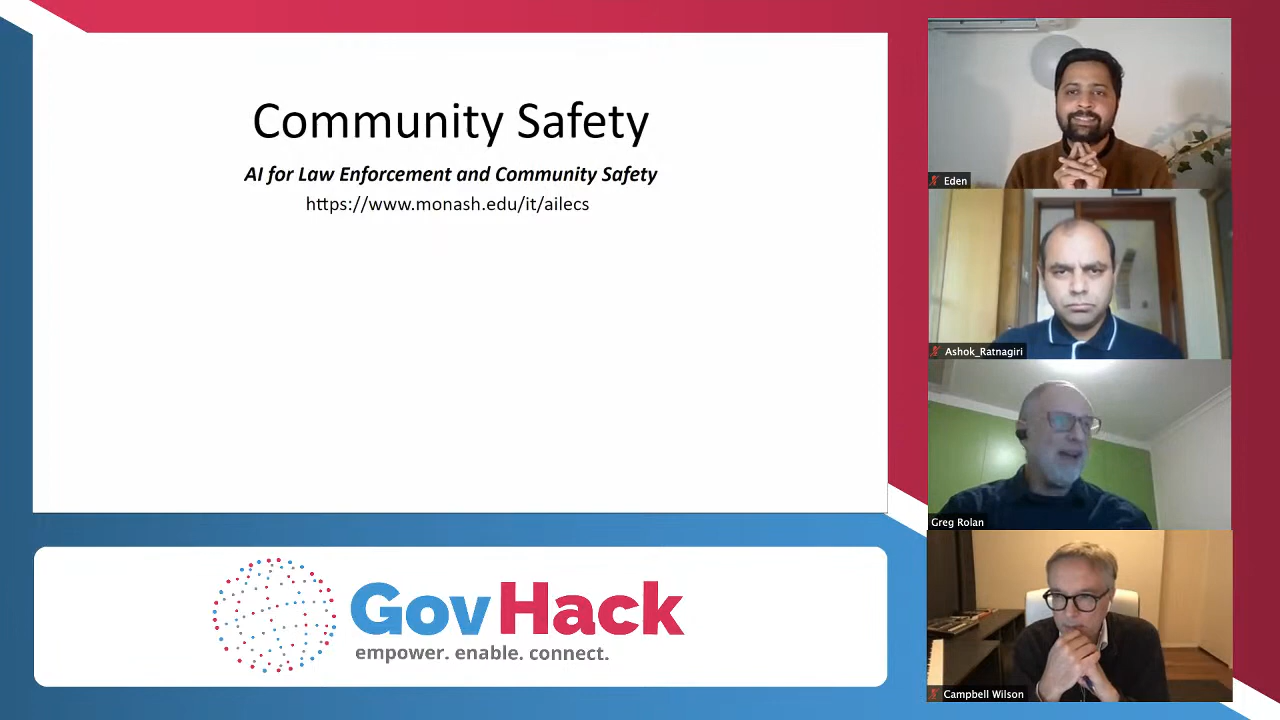 Community Safety
AI for Law Enforcement and Community Safety
https://www.monash.edu/it/ailecs
GovHack
empower. enable. connect.
Eden
Ashok_Ratnagiri
Greg Rolan
Campbell Wilson